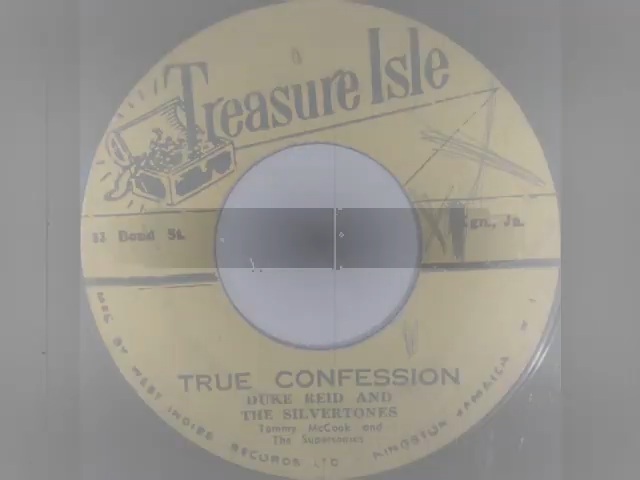 Treasure Isle
33 Bond St.
Kgn., Ja.
TRUE CONFESSION
DUKE REID AND
THE SILVERTONES
Tommy McCook and
The Supersonics
MFG BY WEST INDIES RECORDS LTD KINGSTON JAMAICA W I